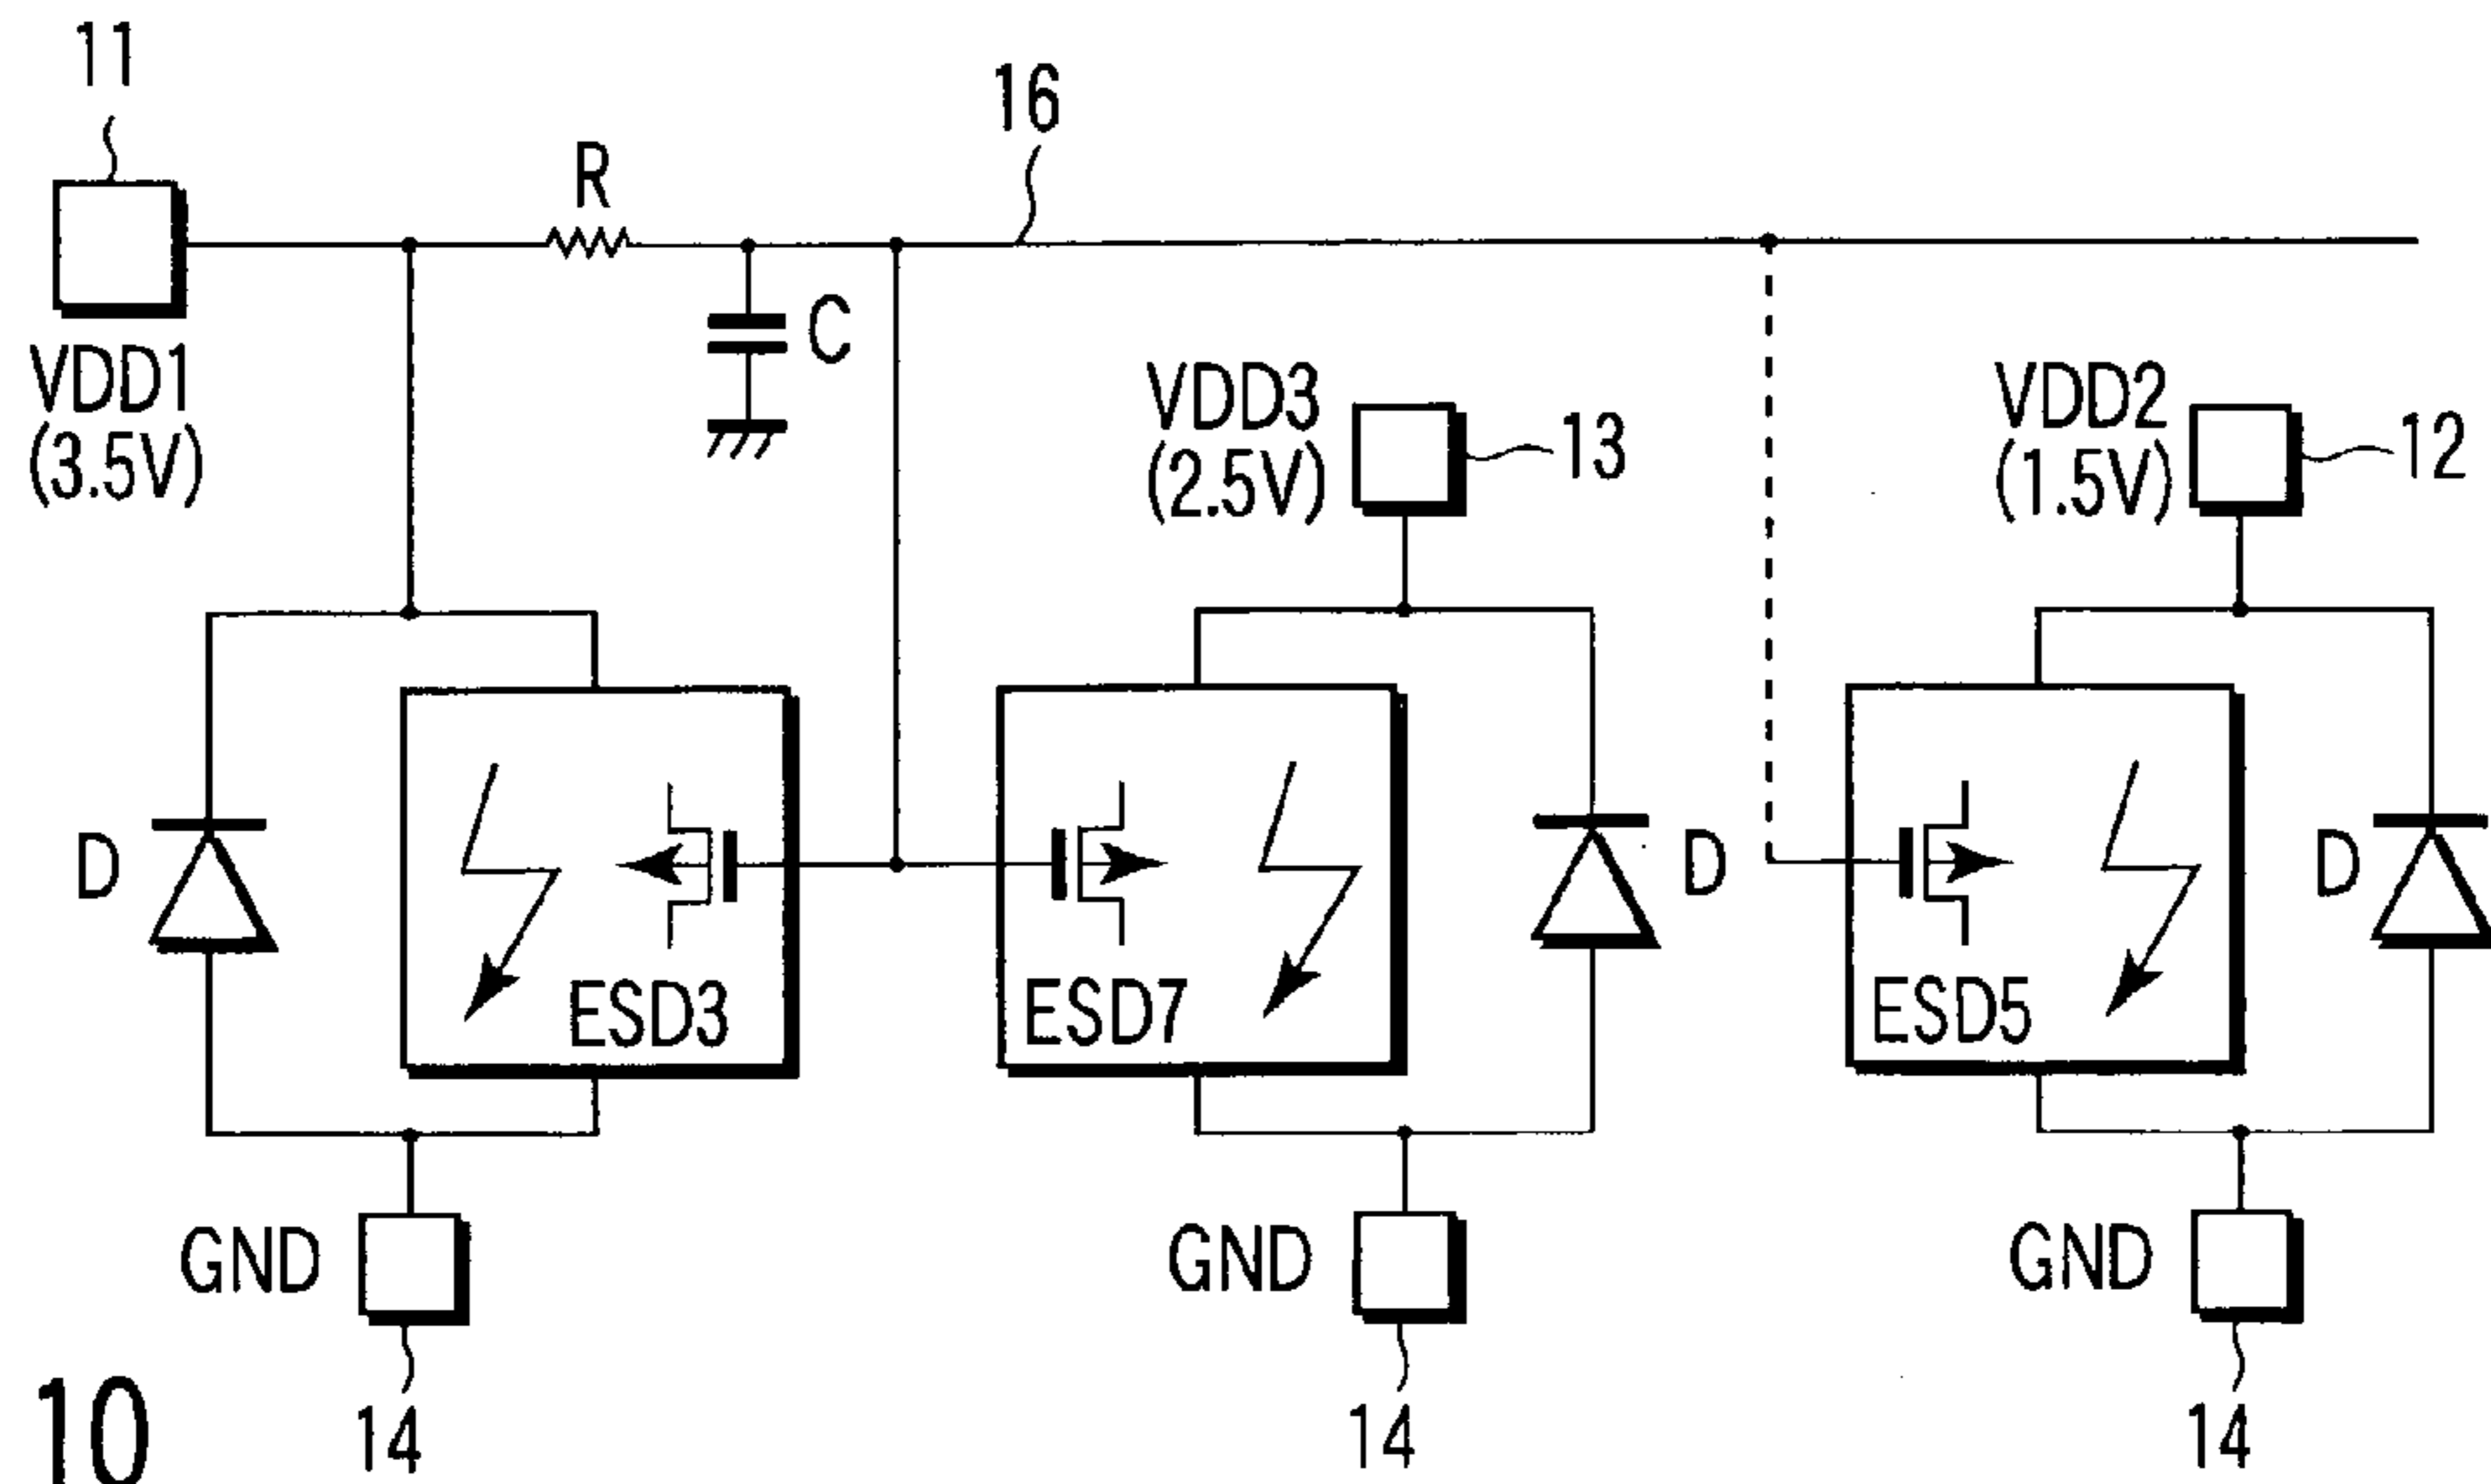 11
16
R
C
VDD1
(3.5V)
VDD3
(2.5V)
13
VDD2
(1.5V)
12
D
D
D
ESD3
ESD7
ESD5
GND
GND
GND
14
14
14
10